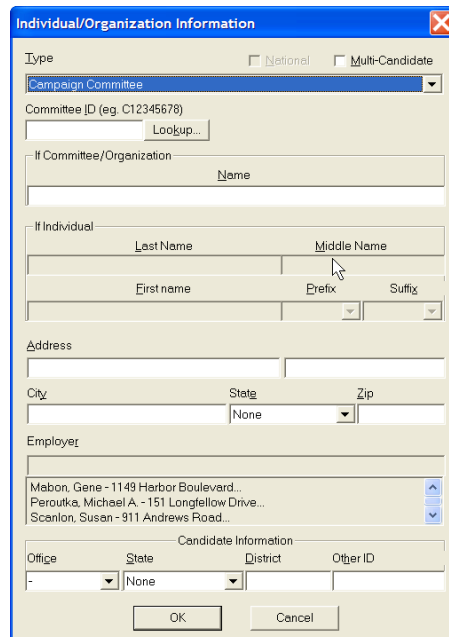 Individual/Organization Information
Type National Multi-Candidate
Campaign Committee
Committee ID (eg. C12345678)
Lookup...
If Committee/Organization
Name
If Individual
Last Name Middle Name
First name Prefix Suffix
Address
City State Zip
None
Employer
Mabon, Gene - 1149 Harbor Boulevard...
Peroutka, Michael A. - 151 Longfellow Drive...
Scanlon, Susan - 911 Andrews Road...
Candidate Information
Office State District Other ID
- None
OK Cancel